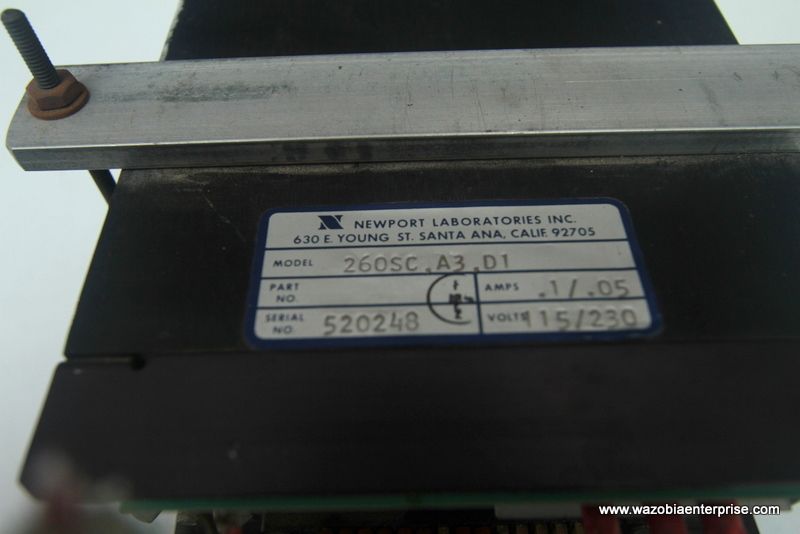 N NEWPORT LABORATORIES INC.
630 E. YOUNG ST. SANTA ANA, CALIF. 92705
MODEL 260SC.A3.D1
PART NO. AMPS .1/.05
SERIAL NO. 520248 VOLTS 115/230
www.wazobiaenterprise.com